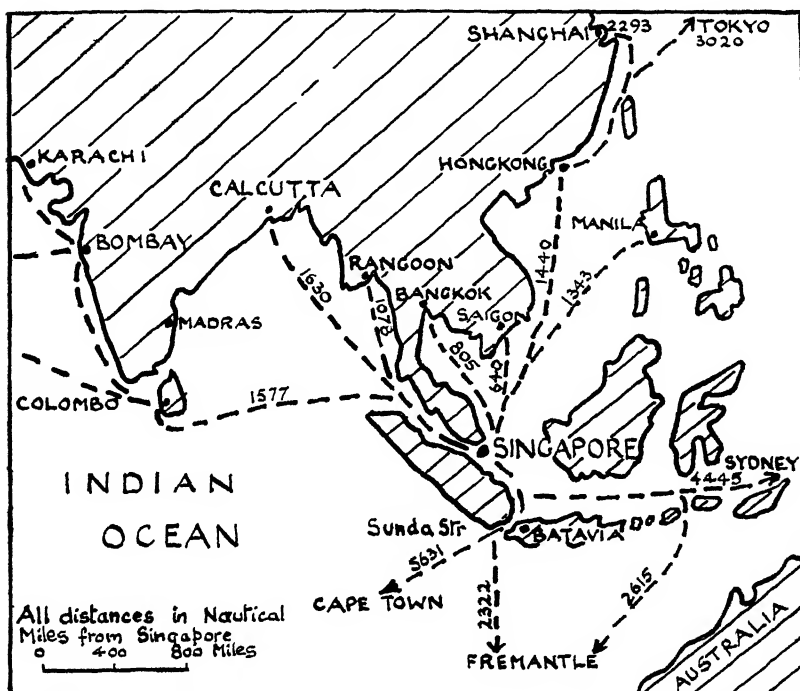 SHANGHAI 2293
TOKYO
3020
KARACHI
HONGKONG
CALCUTTA
MANILA
BOMBAY
RANGOON
1440
1343
1630
BANGKOK
1078
SAIGON
MADRAS
805
640
COLOMBO
1577
SINGAPORE
SYDNEY
4445
INDIAN
OCEAN
Sunda Str
BATAVIA
5631
CAPE TOWN
2322
2615
FREMANTLE
AUSTRALIA
All distances in Nautical
Miles from Singapore
0 400 800 Miles